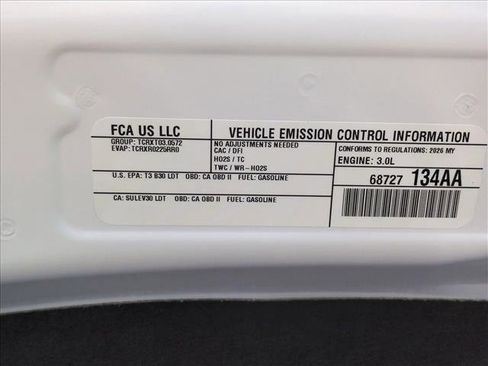 FCA US LLC
GROUP: TCRXT03.0572
EVAP: TCRXR0225RR0
VEHICLE EMISSION CONTROL INFORMATION
NO ADJUSTMENTS NEEDED
CAC / DFI
HO2S / TC
TWC / WR-HO2S
CONFORMS TO REGULATIONS: 2026 MY
ENGINE: 3.0L
U.S. EPA: T3 B30 LDT OBD: CA OBD II FUEL: GASOLINE
68727 134AA
CA: SULEV30 LDT OBD: CA OBD II FUEL: GASOLINE